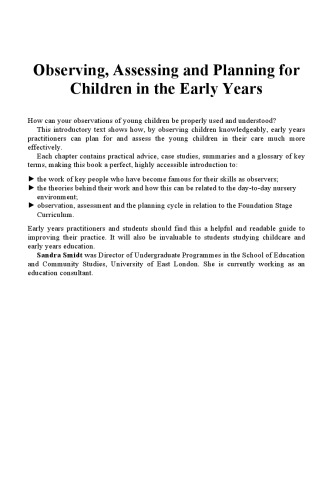 Observing, Assessing and Planning for
Children in the Early Years
How can your observations of young children be properly used and understood?
This introductory text shows how, by observing children knowledgeably, early years
practitioners can plan for and assess the young children in their care much more
effectively.
Each chapter contains practical advice, case studies, summaries and a glossary of key
terms, making this book a perfect, highly accessible introduction to:
► the work of key people who have become famous for their skills as observers;
► the theories behind their work and how this can be related to the day-to-day nursery
environment;
► observation, assessment and the planning cycle in relation to the Foundation Stage
Curriculum.
Early years practitioners and students should find this a helpful and readable guide to
improving their practice. It will also be invaluable to students studying childcare and
early years education.
Sandra Smidt was Director of Undergraduate Programmes in the School of Education
and Community Studies, University of East London. She is currently working as an
education consultant.